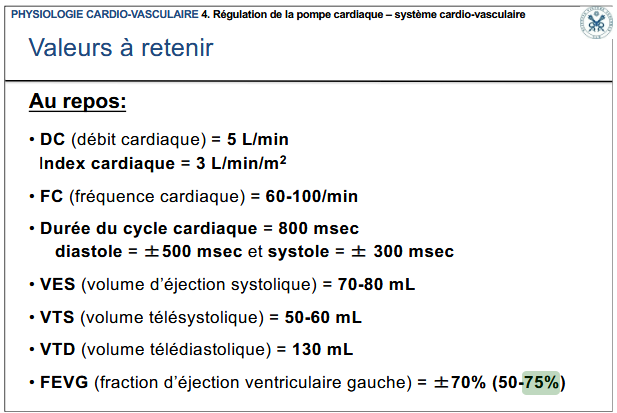 PHYSIOLOGIE CARDIO-VASCULAIRE 4. Régulation de la pompe cardiaque – système cardio-vasculaire
Valeurs à retenir
Au repos:
• DC (débit cardiaque) = 5 L/min
Index cardiaque = 3 L/min/m²
• FC (fréquence cardiaque) = 60-100/min
• Durée du cycle cardiaque = 800 msec
diastole = ±500 msec et systole = ± 300 msec
• VES (volume d'éjection systolique) = 70-80 mL
• VTS (volume télésystolique) = 50-60 mL
• VTD (volume télédiastolique) = 130 mL
• FEVG (fraction d'éjection ventriculaire gauche) = ±70% (50-75%)